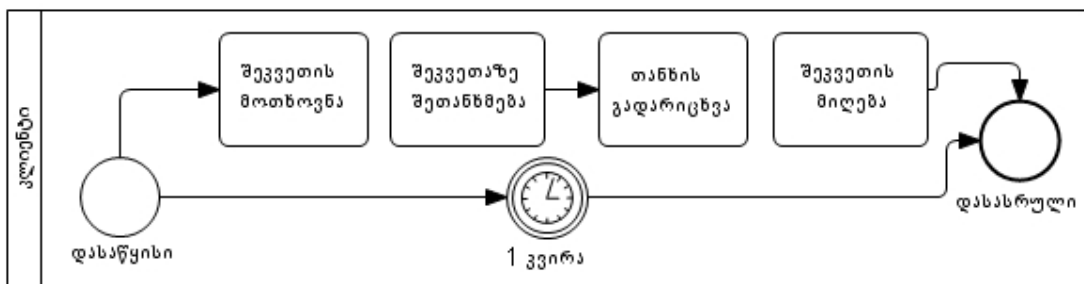 კლიენტი
შეკვეთის
მოთხოვნა
შეკვეთაზე
შეთანხმება
თანხის
გადარიცხვა
შეკვეთის
მიღება
დასაწყისი
1 კვირა
დასასრული